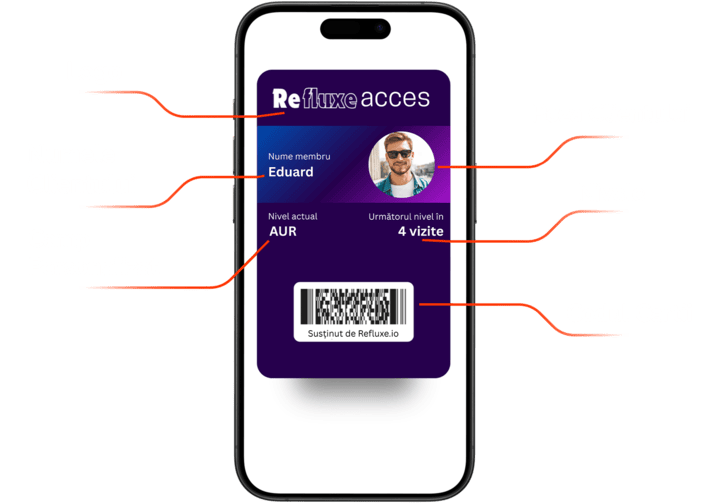 Refluxe acces
Nume membru
Eduard
Nivel actual
AUR
Următorul nivel în
4 vizite
Susținut de Refluxe.io